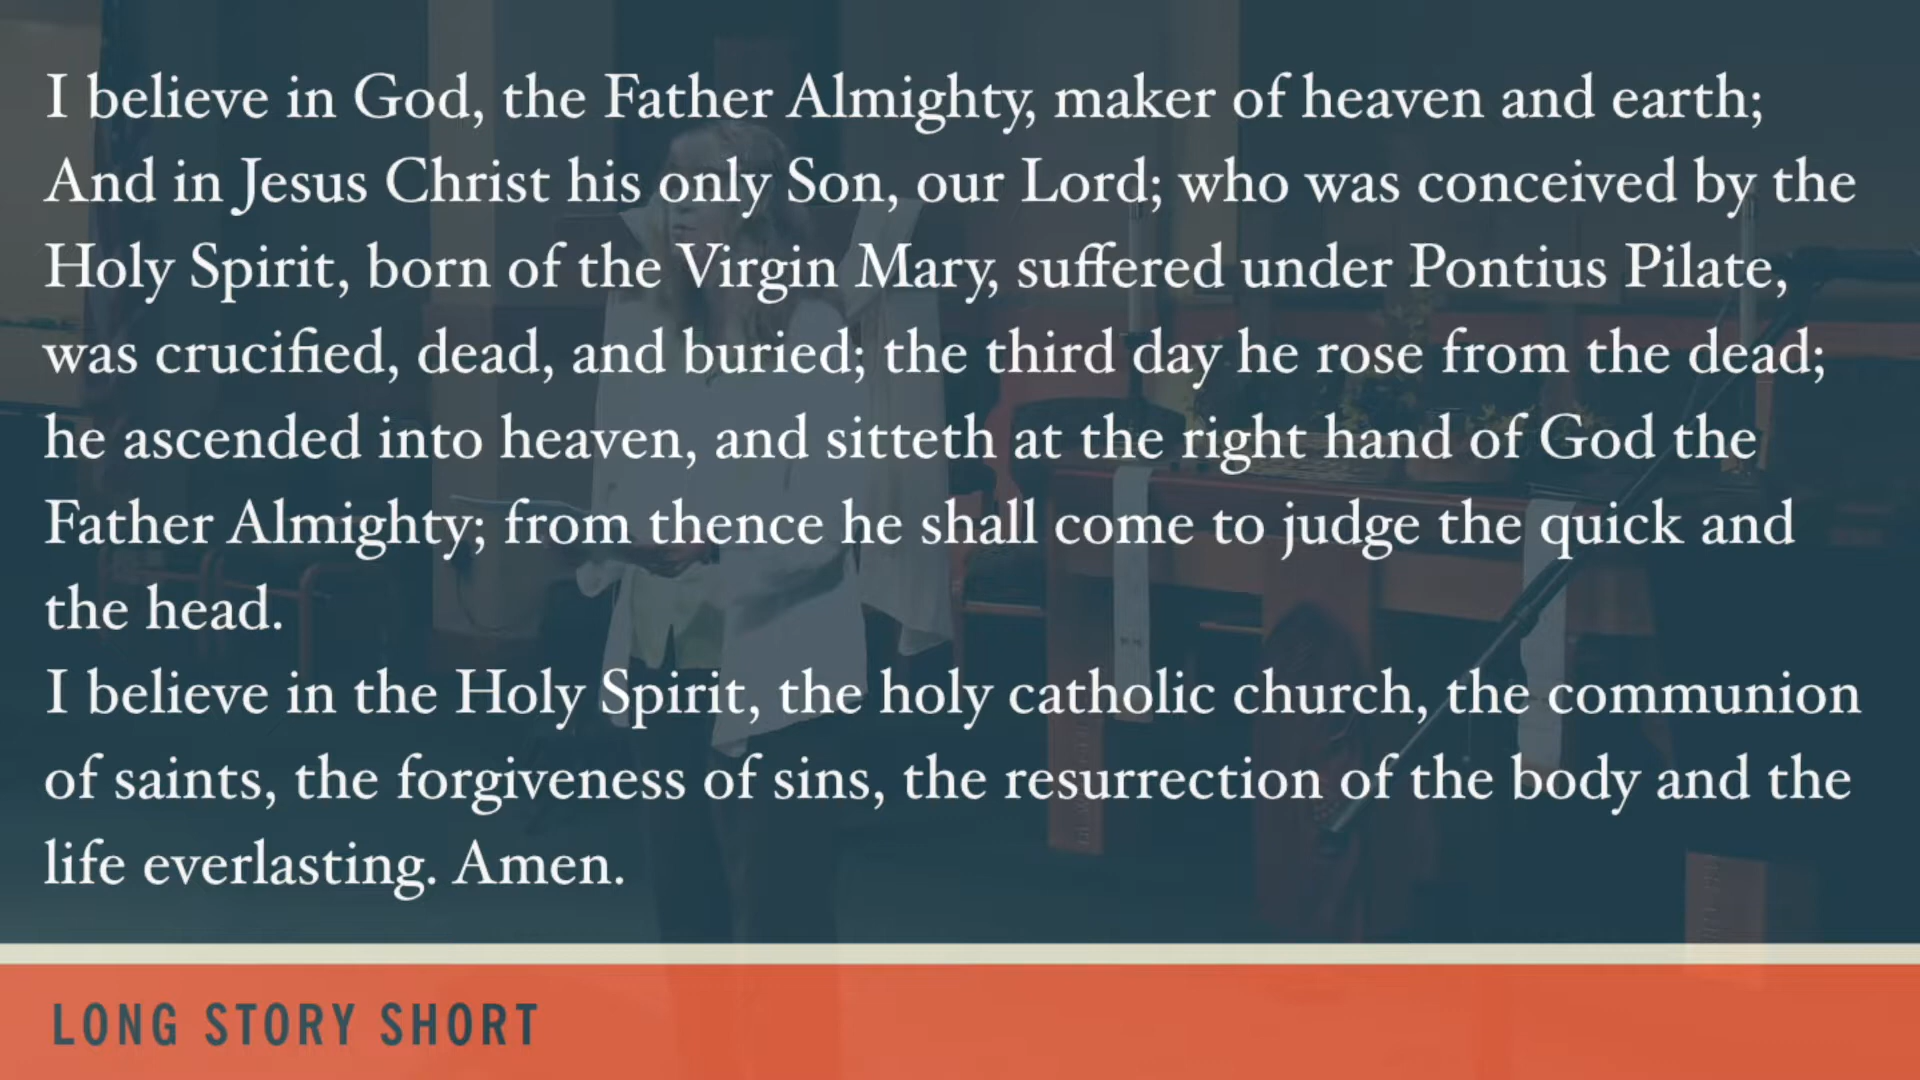 I believe in God, the Father Almighty, maker of heaven and earth;
And in Jesus Christ his only Son, our Lord; who was conceived by the
Holy Spirit, born of the Virgin Mary, suffered under Pontius Pilate,
was crucified, dead, and buried; the third day he rose from the dead;
he ascended into heaven, and sitteth at the right hand of God the
Father Almighty; from thence he shall come to judge the quick and
the head.
I believe in the Holy Spirit, the holy catholic church, the communion
of saints, the forgiveness of sins, the resurrection of the body and the
life everlasting. Amen.
LONG STORY SHORT